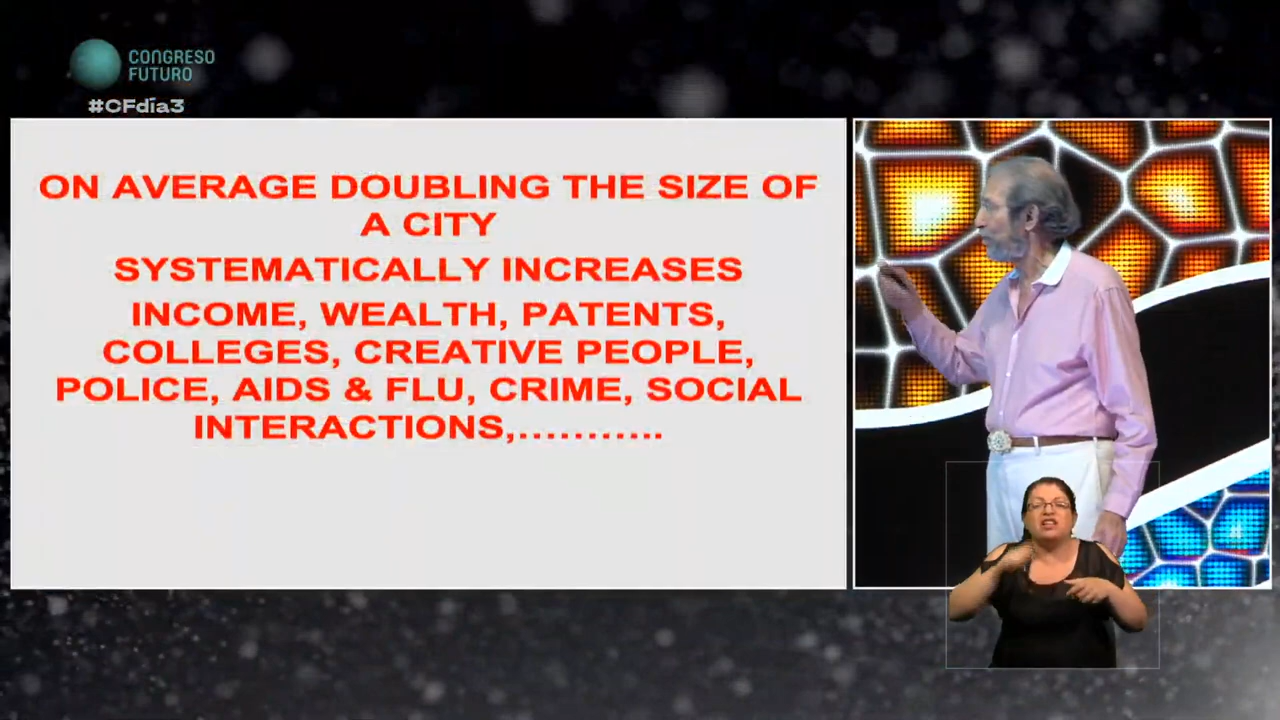 CONGRESO
FUTURO
#CFdía3
ON AVERAGE DOUBLING THE SIZE OF
A CITY
SYSTEMATICALLY INCREASES
INCOME, WEALTH, PATENTS,
COLLEGES, CREATIVE PEOPLE,
POLICE, AIDS & FLU, CRIME, SOCIAL
INTERACTIONS,...........